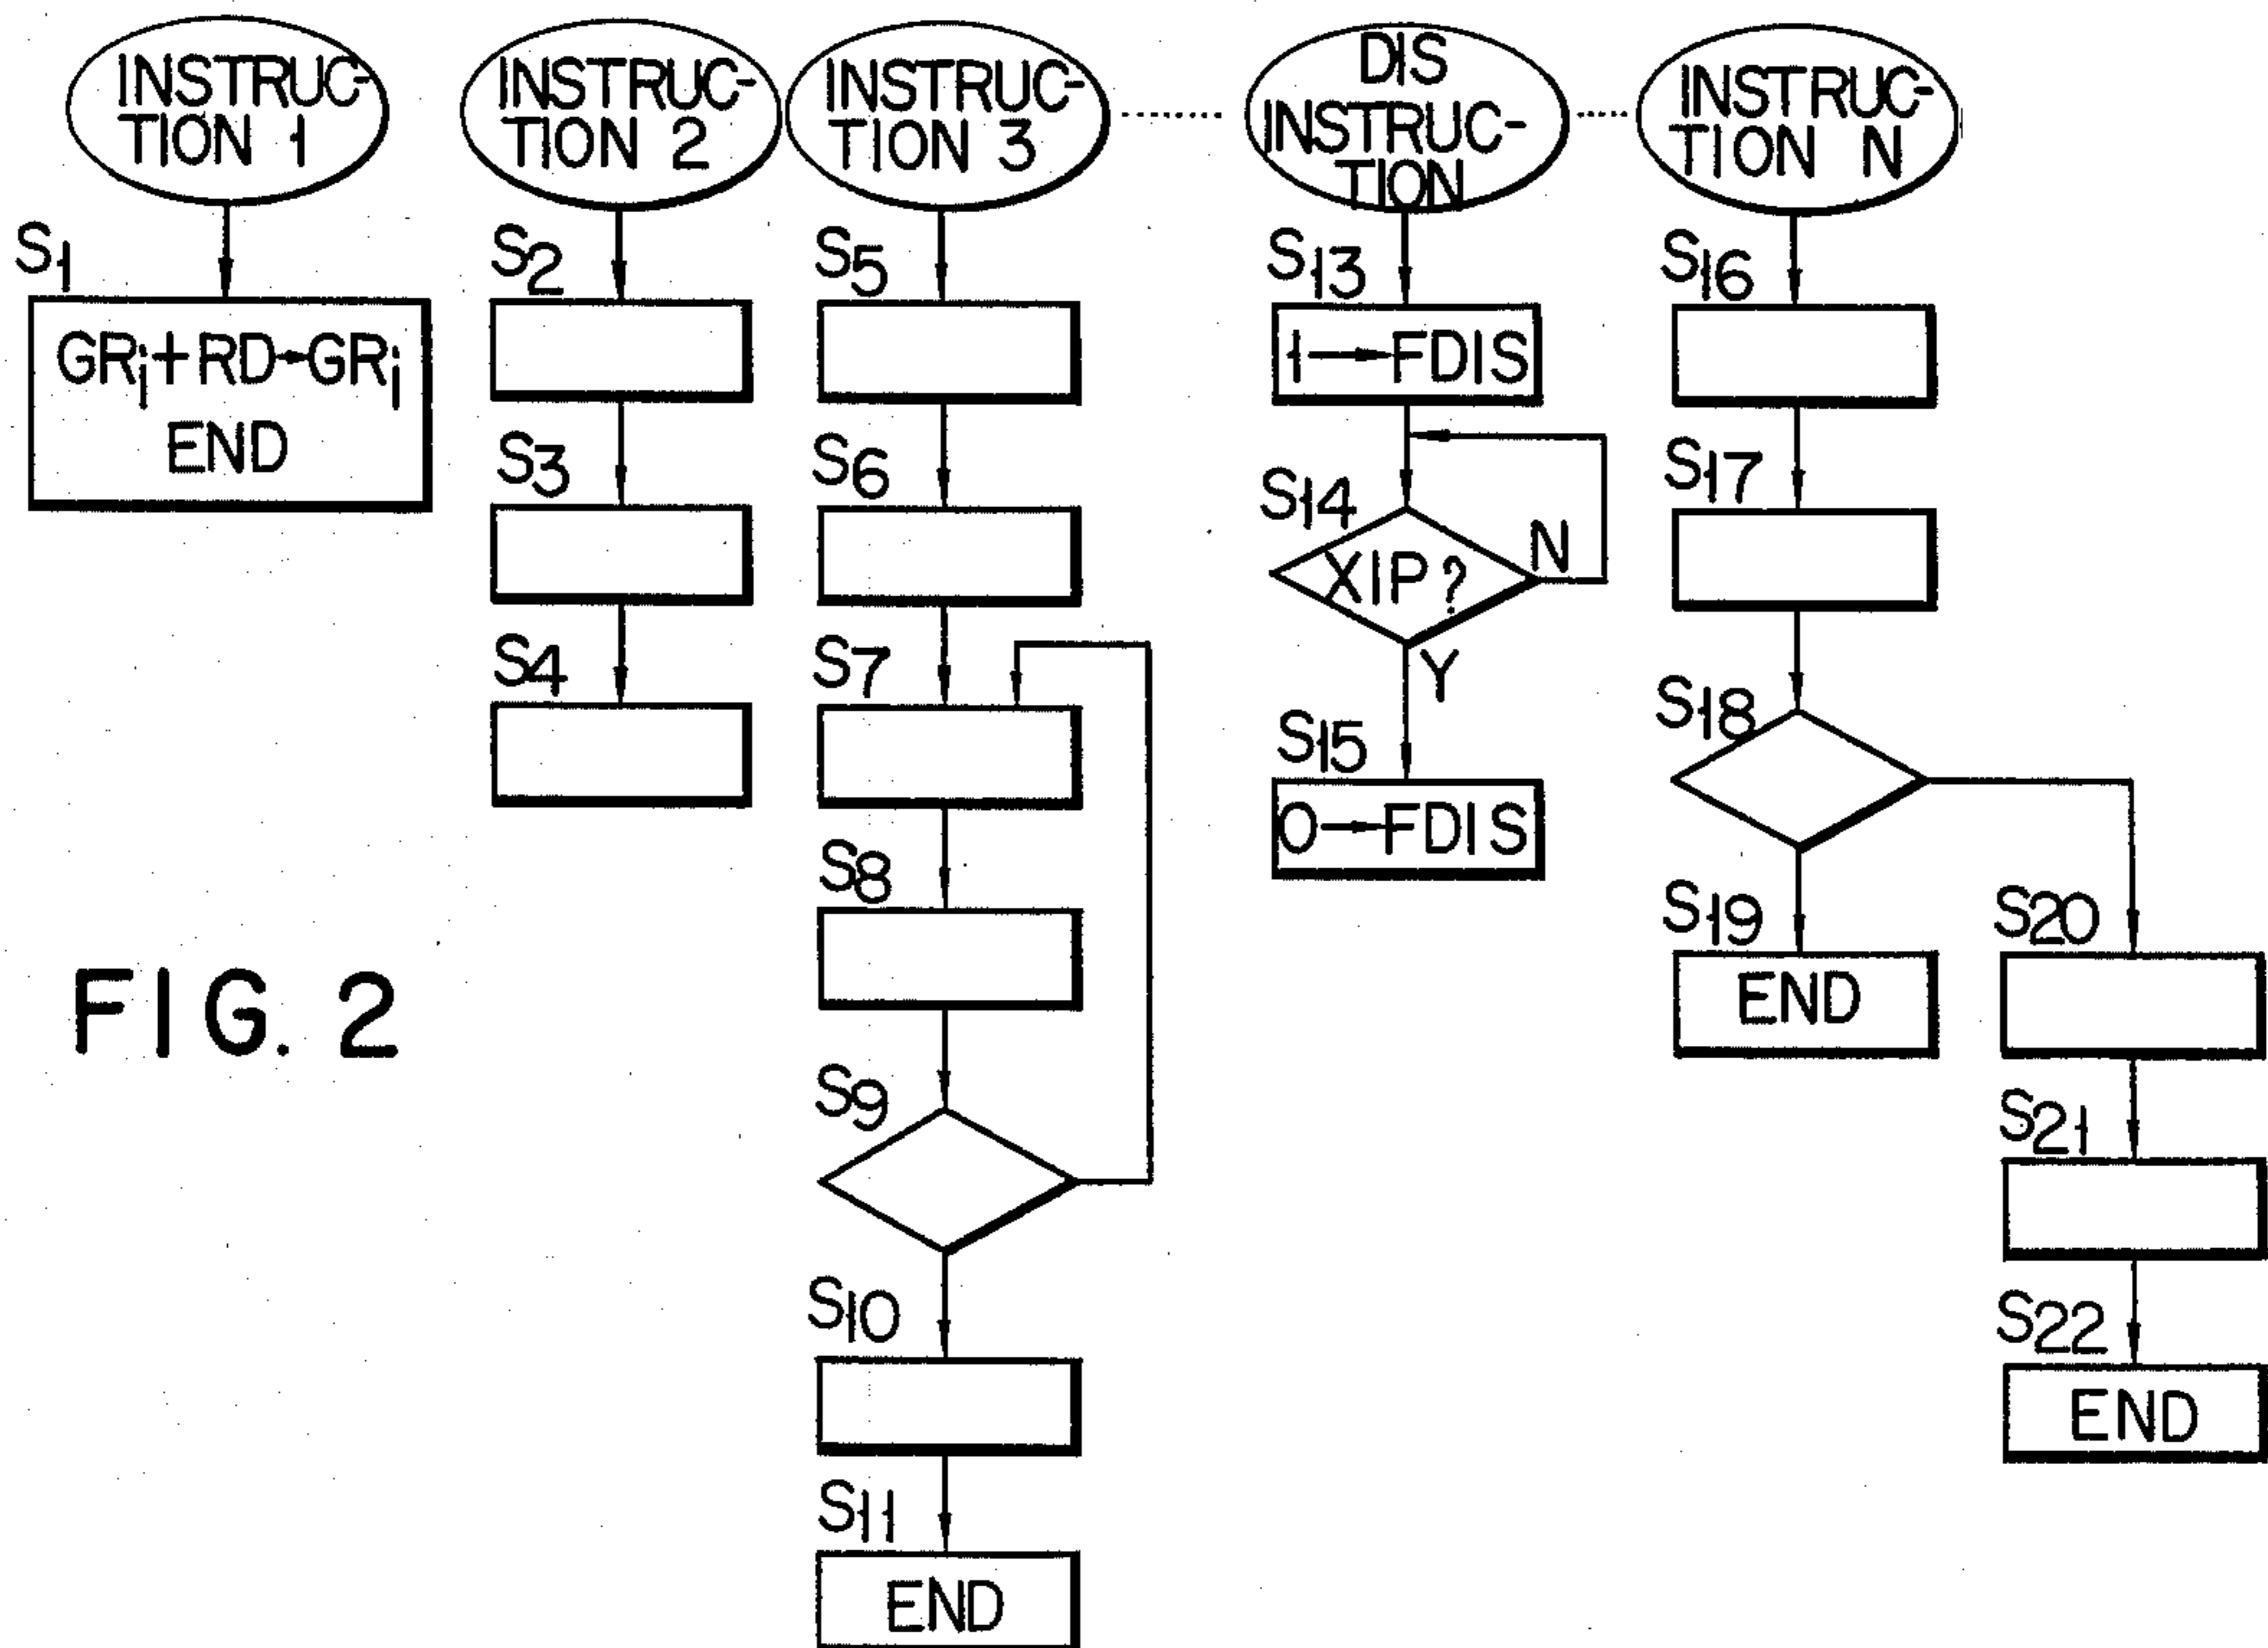 INSTRUC-
TION 1
S1
GRi+RD→GRi
END
INSTRUC-
TION 2
S2
S3
S4
INSTRUC-
TION 3
S5
S6
S7
S8
S9
S10
S11
END
DIS
INSTRUC-
TION
S13
1→FDIS
S14
XIP?
N
Y
S15
0→FDIS
INSTRUC-
TION N
S16
S17
S18
S19
END
S20
S21
S22
END
FIG. 2